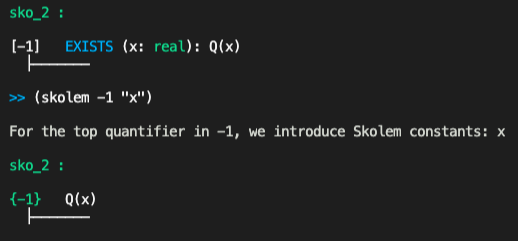 sko_2 :
[-1] EXISTS (x: real): Q(x)
|-------
>> (skolem -1 "x")
For the top quantifier in -1, we introduce Skolem constants: x
sko_2 :
{-1} Q(x)
|-------